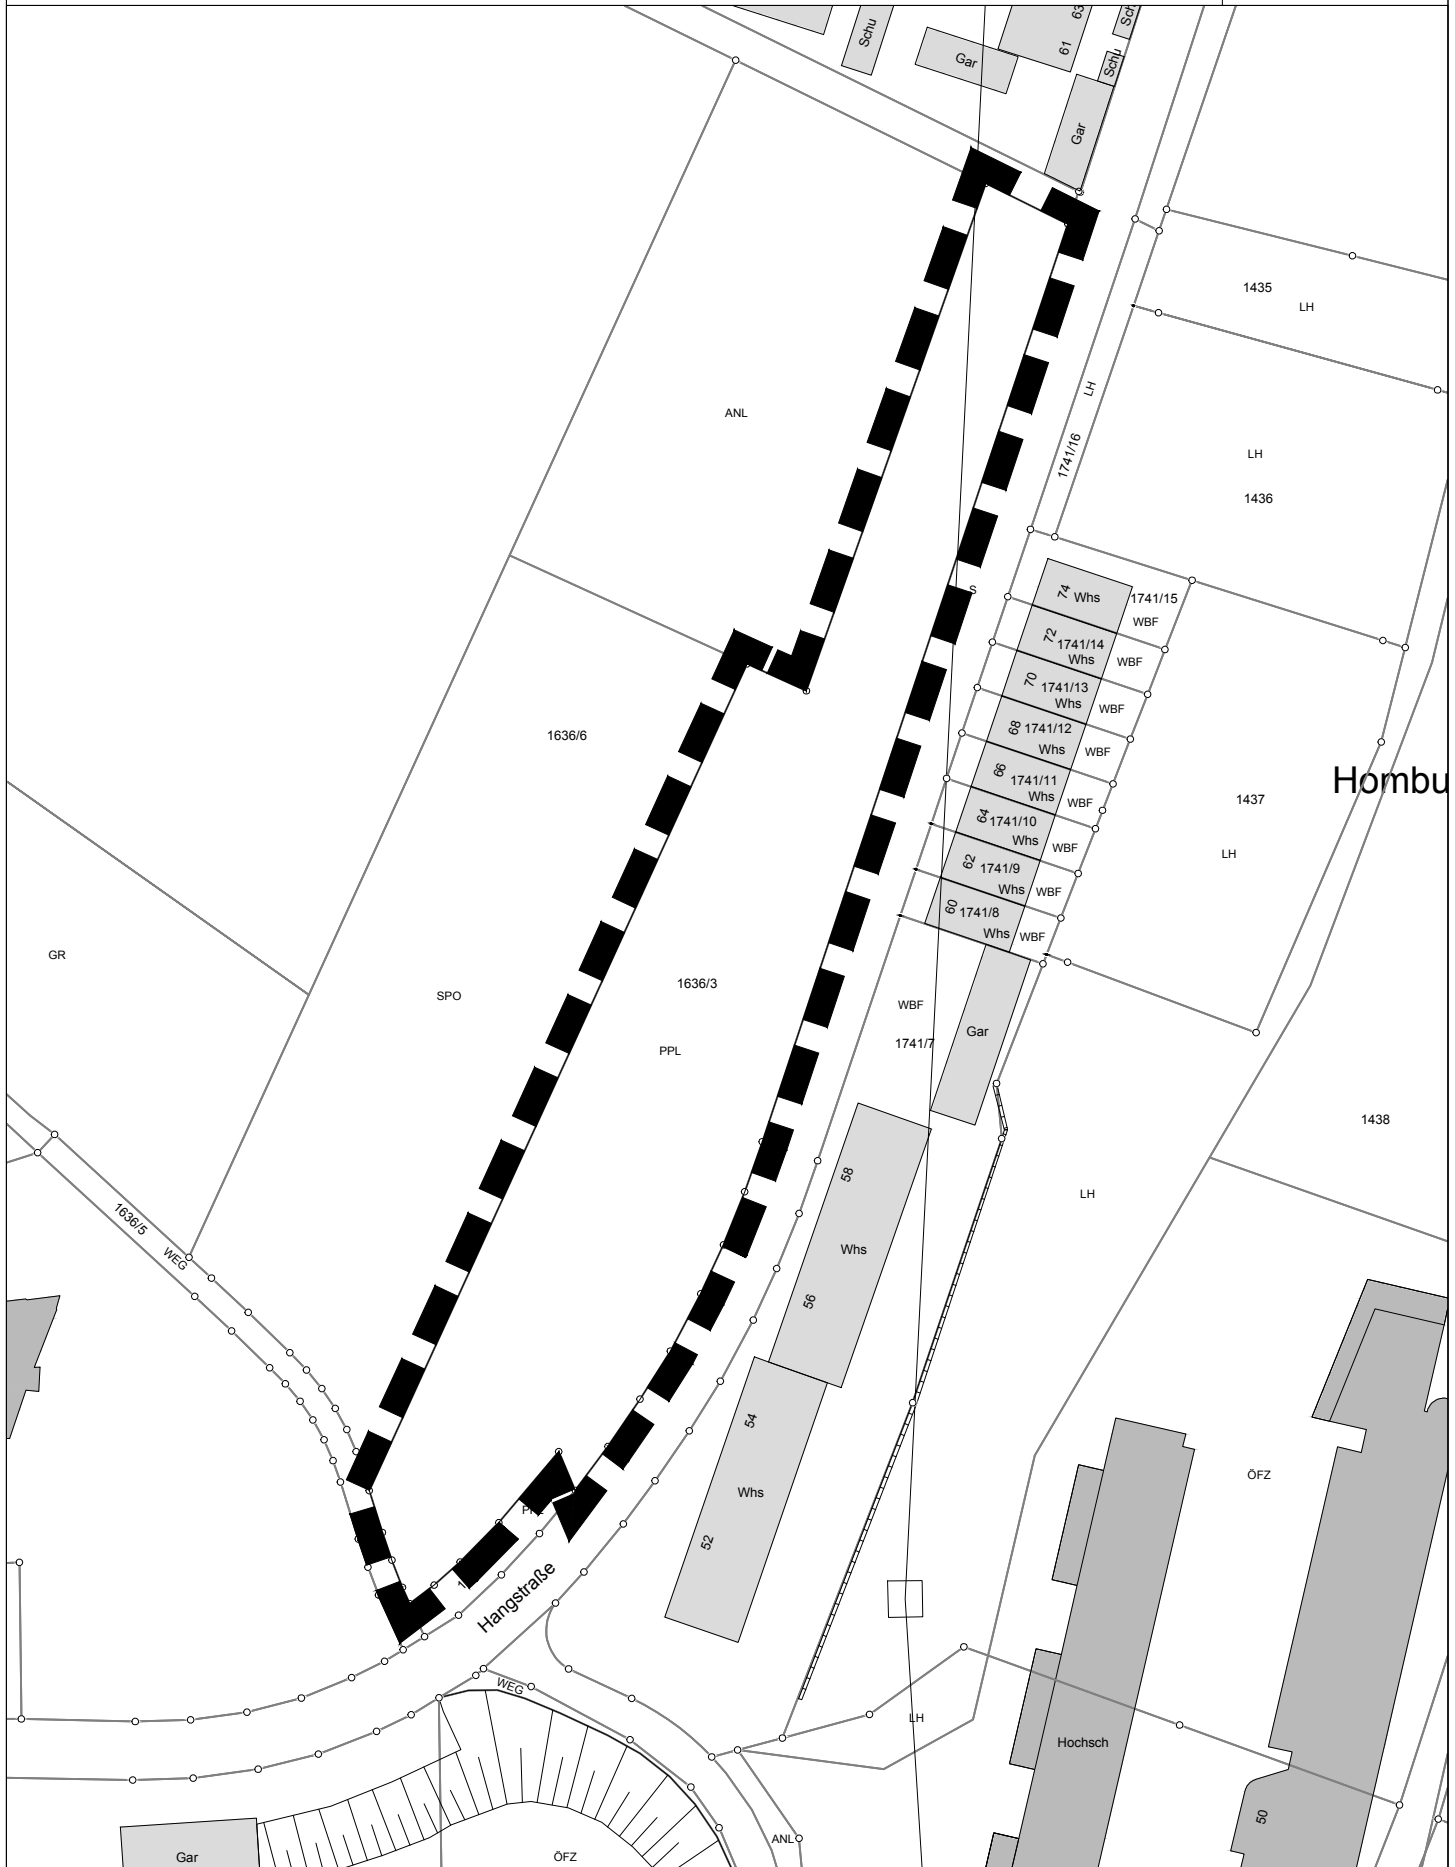 Schu
63
61
Sch
Schu
Gar
Gar
1435
LH
ANL
LH
1741/16
LH
1436
S
74 Whs
1741/15
WBF
72
1741/14
Whs
WBF
70
1741/13
Whs
WBF
68
1741/12
Whs
WBF
1636/6
66
1741/11
Whs
WBF
64
1741/10
Whs
WBF
62
1741/9
Whs
WBF
60
1741/8
Whs
WBF
1437
LH
Hombu
GR
SPO
1636/3
PPL
WBF
1741/7
Gar
1438
58
LH
1636/5
WEG
Whs
56
54
Whs
52
ÖFZ
Hangstraße
WEG
LH
Hochsch
50
ANL
Gar
ÖFZ